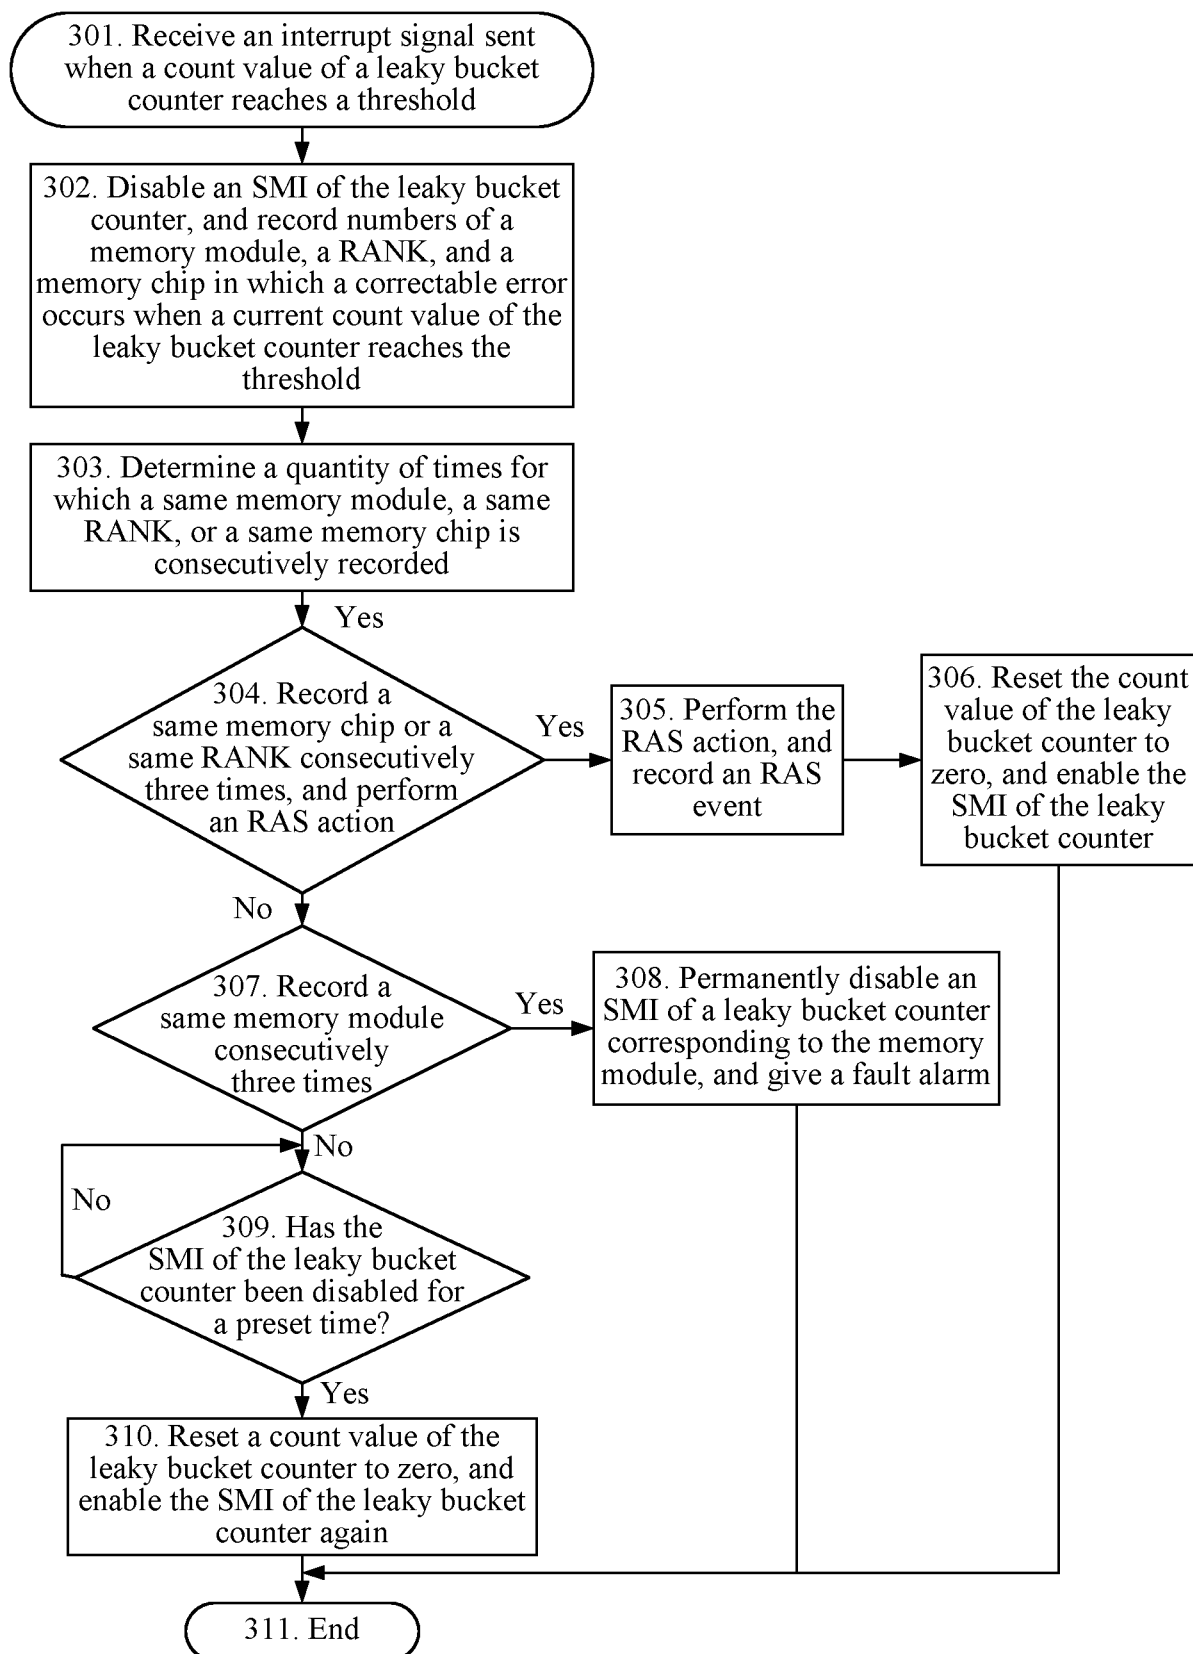 301. Receive an interrupt signal sent
when a count value of a leaky bucket
counter reaches a threshold
302. Disable an SMI of the leaky bucket
counter, and record numbers of a
memory module, a RANK, and a
memory chip in which a correctable error
occurs when a current count value of the
leaky bucket counter reaches the
threshold
303. Determine a quantity of times for
which a same memory module, a same
RANK, or a same memory chip is
consecutively recorded
Yes
304. Record a
same memory chip or a
same RANK consecutively
three times, and perform
an RAS action
Yes
305. Perform the
RAS action, and
record an RAS
event
306. Reset the count
value of the leaky
bucket counter to
zero, and enable the
SMI of the leaky
bucket counter
No
307. Record a
same memory module
consecutively
three times
Yes
308. Permanently disable an
SMI of a leaky bucket counter
corresponding to the memory
module, and give a fault alarm
No
No
309. Has the
SMI of the leaky bucket
counter been disabled for
a preset time?
Yes
310. Reset a count value of the
leaky bucket counter to zero, and
enable the SMI of the leaky bucket
counter again
311. End